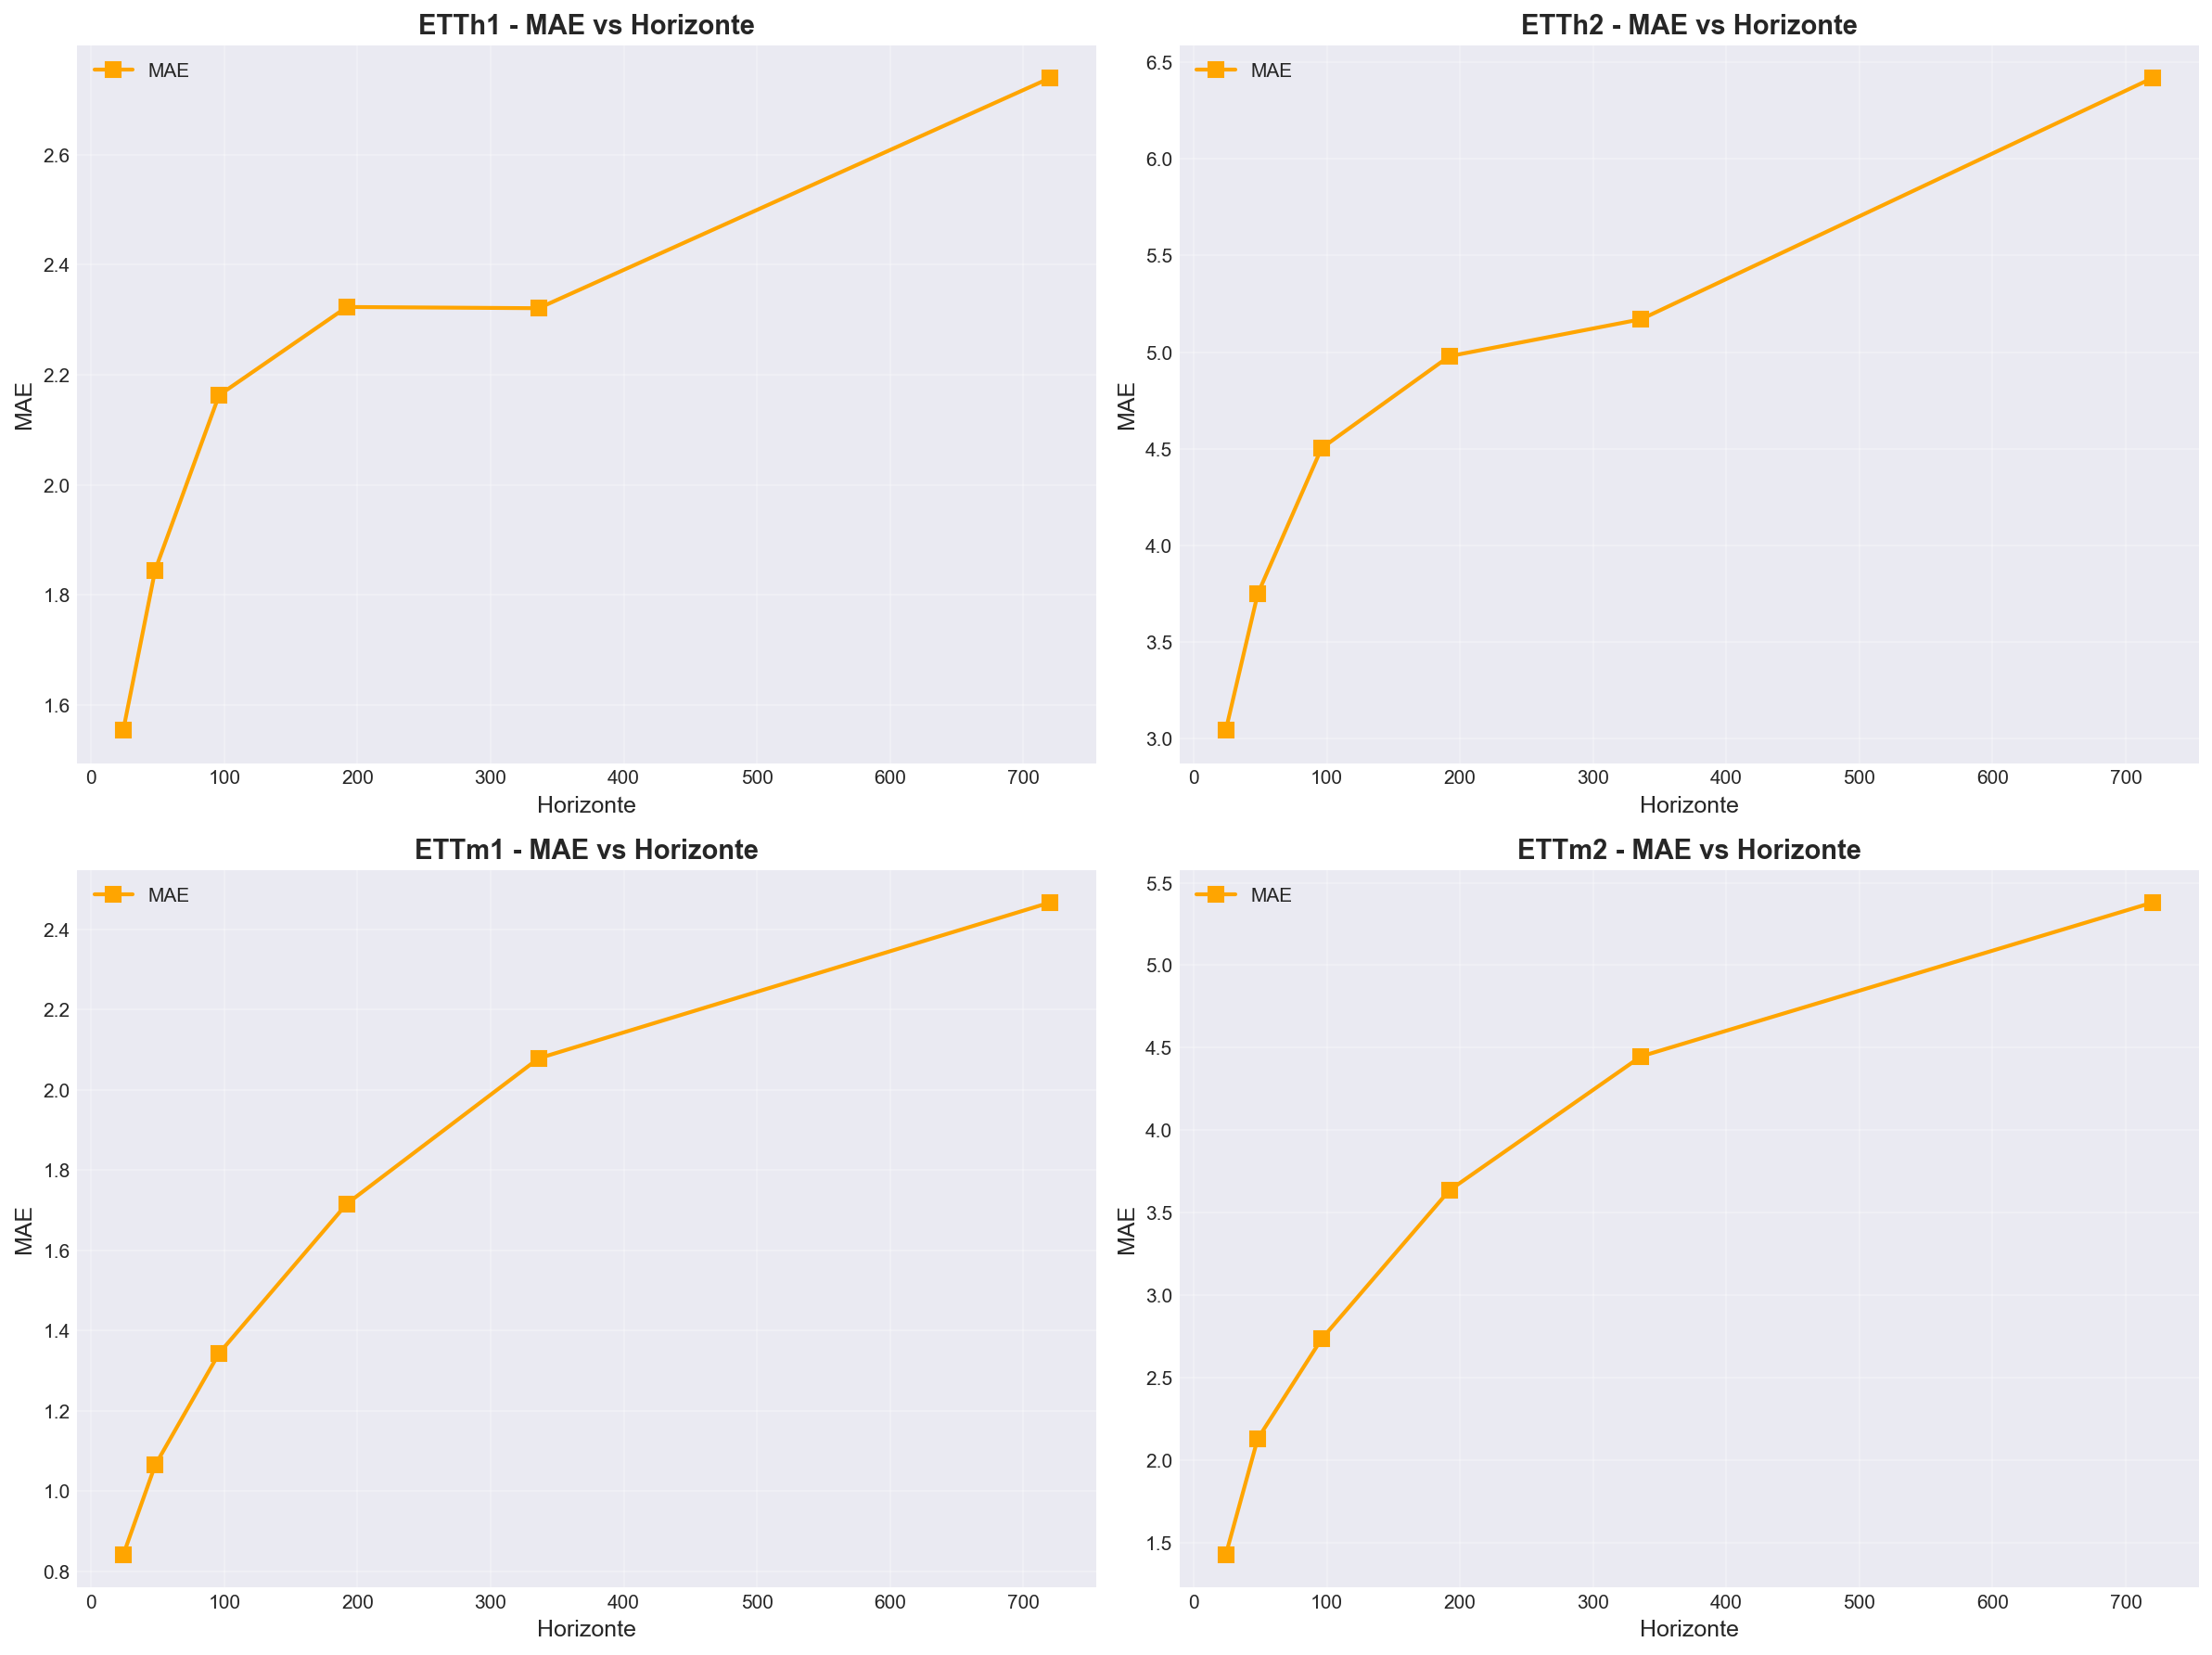 ETTh1 - MAE vs Horizonte
MAE
2.6
2.4
2.2
2.0
1.8
1.6
MAE
0 100 200 300 400 500 600 700
Horizonte
ETTh2 - MAE vs Horizonte
MAE
6.5
6.0
5.5
5.0
4.5
4.0
3.5
3.0
MAE
0 100 200 300 400 500 600 700
Horizonte
ETTm1 - MAE vs Horizonte
MAE
2.4
2.2
2.0
1.8
1.6
1.4
1.2
1.0
0.8
MAE
0 100 200 300 400 500 600 700
Horizonte
ETTm2 - MAE vs Horizonte
MAE
5.5
5.0
4.5
4.0
3.5
3.0
2.5
2.0
1.5
MAE
0 100 200 300 400 500 600 700
Horizonte